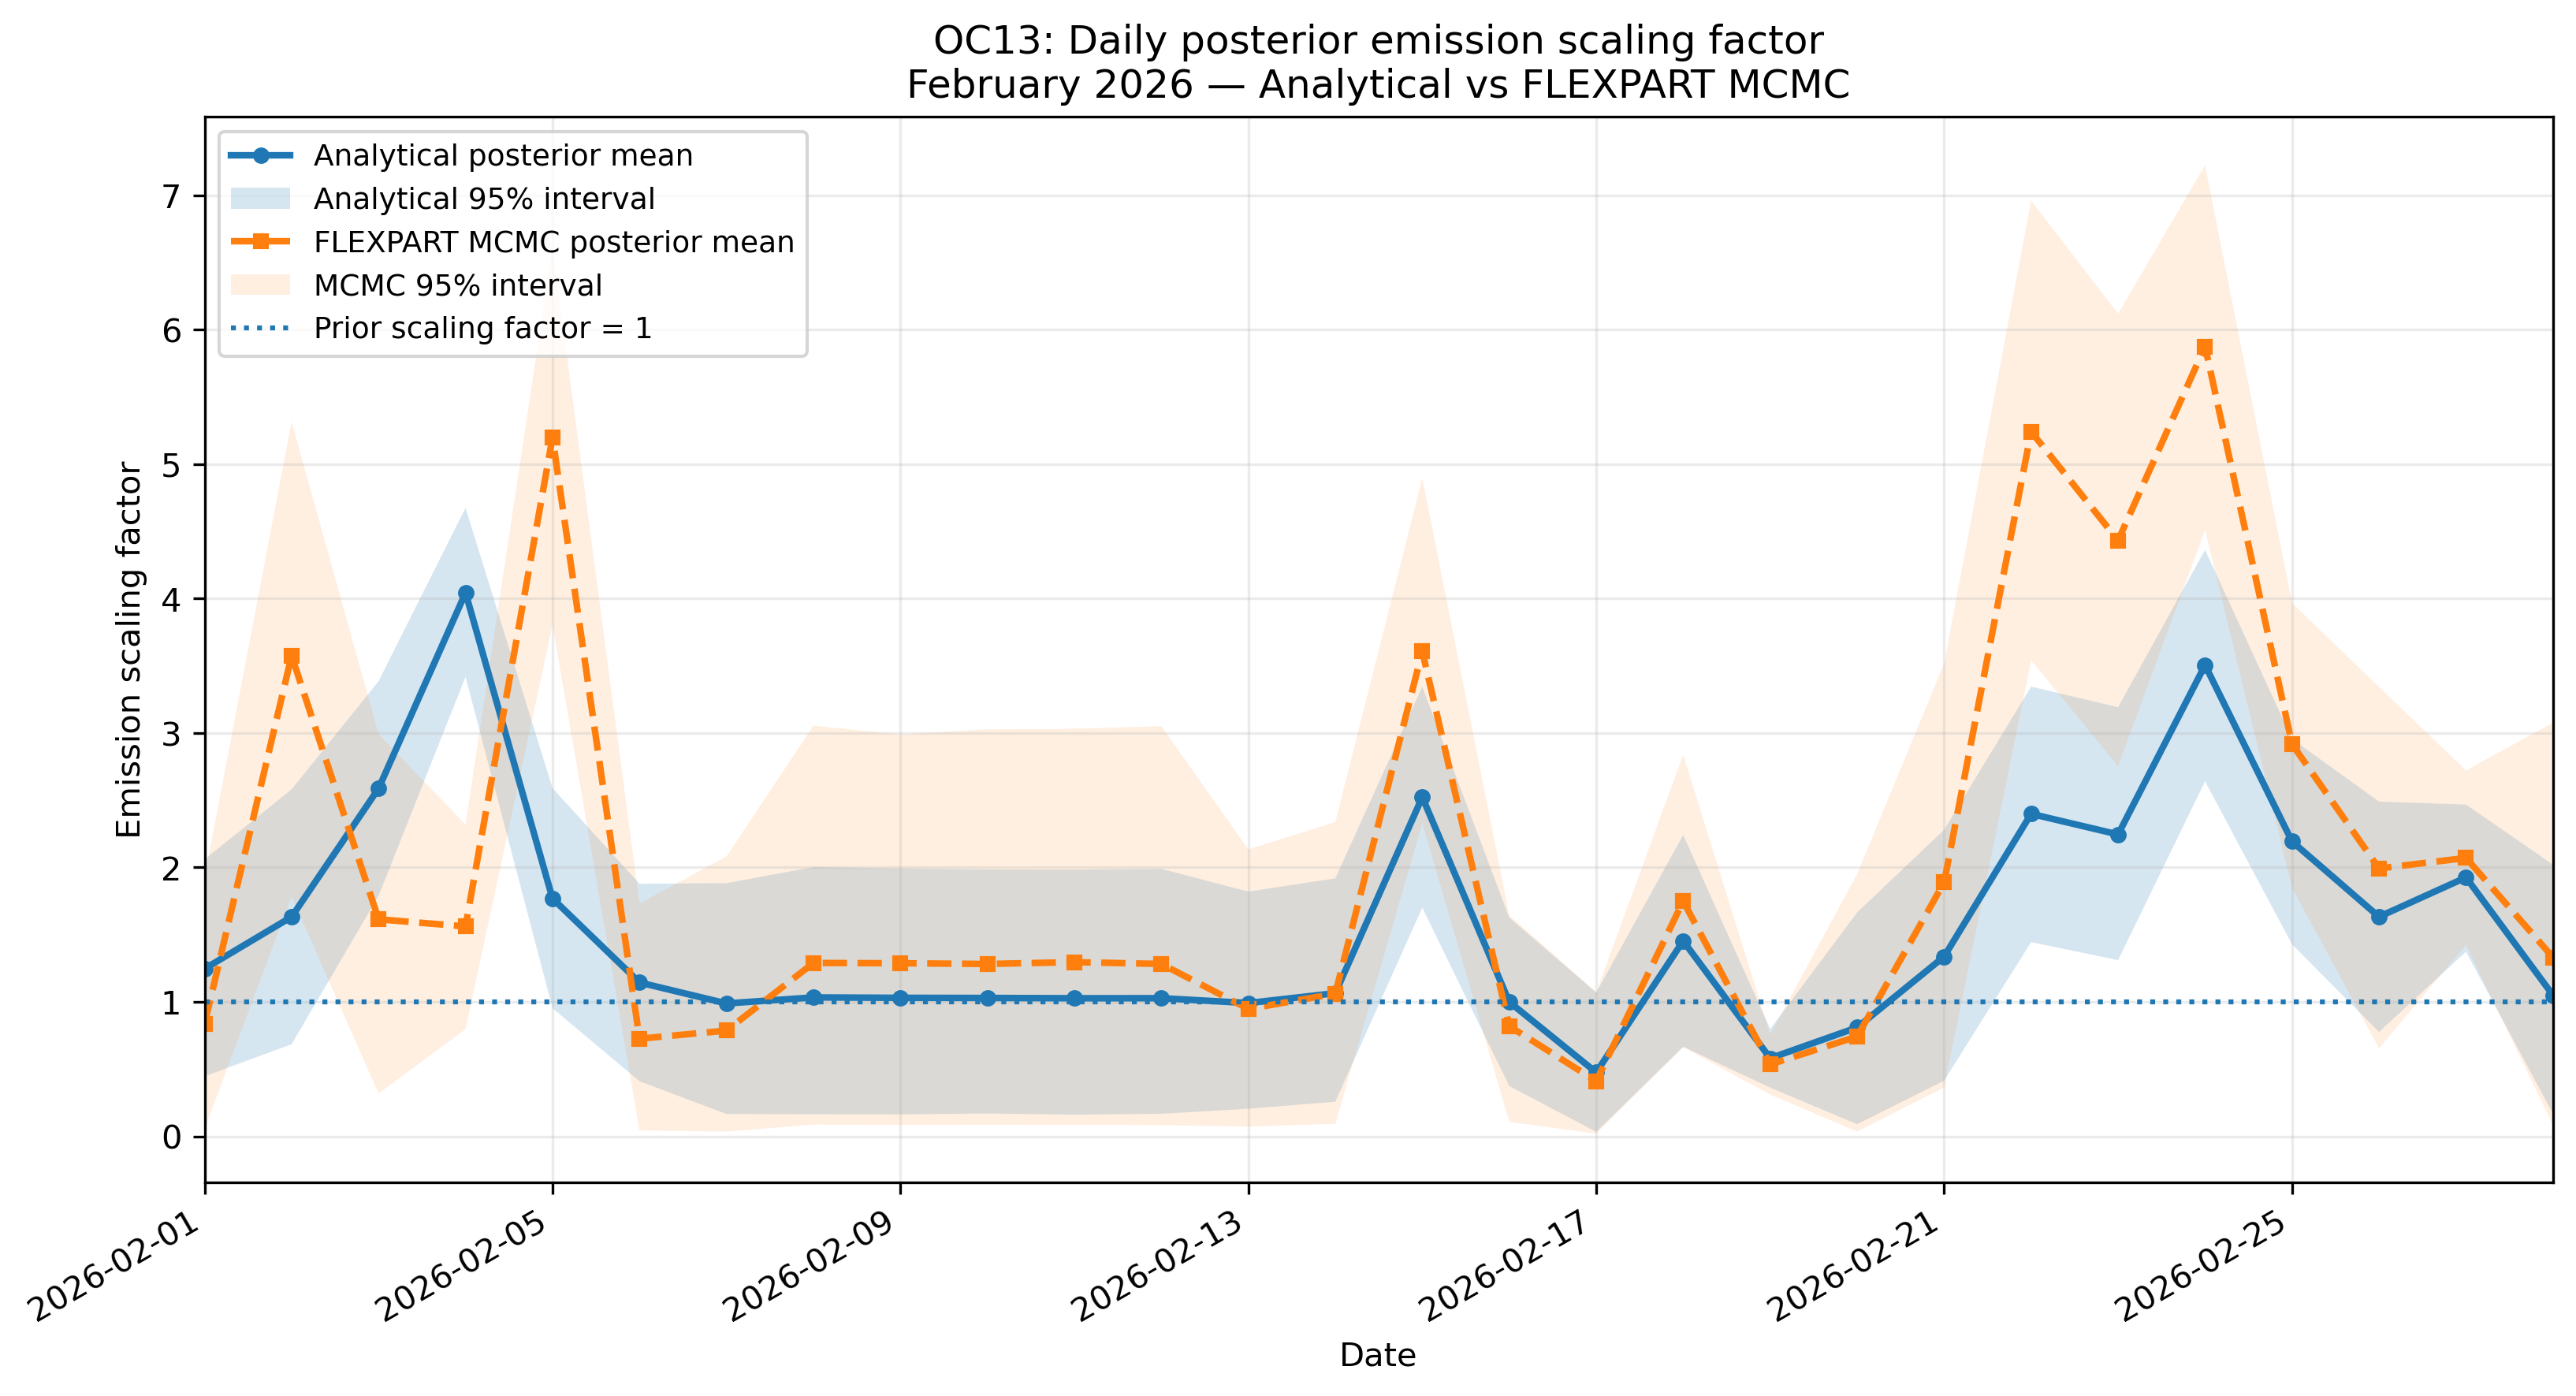 OC13: Daily posterior emission scaling factor
February 2026 — Analytical vs FLEXPART MCMC
Analytical posterior mean
Analytical 95% interval
FLEXPART MCMC posterior mean
MCMC 95% interval
Prior scaling factor = 1
Emission scaling factor
7
6
5
4
3
2
1
0
2026-02-01
2026-02-05
2026-02-09
2026-02-13
2026-02-17
2026-02-21
2026-02-25
Date